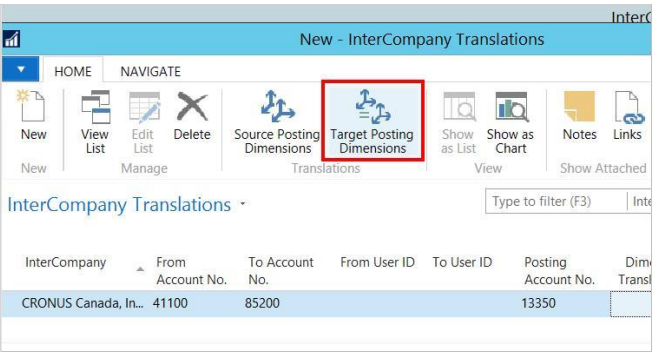 InterC
New - InterCompany Translations
HOME NAVIGATE
New View List Edit List Delete Source Posting Dimensions Target Posting Dimensions Show as List Show as Chart Notes Links
New Manage Translations View Show Attached
InterCompany Translations Type to filter (F3) Inte
InterCompany From Account No. To Account No. From User ID To User ID Posting Account No. Dime Transl
CRONUS Canada, In... 41100 85200 13350